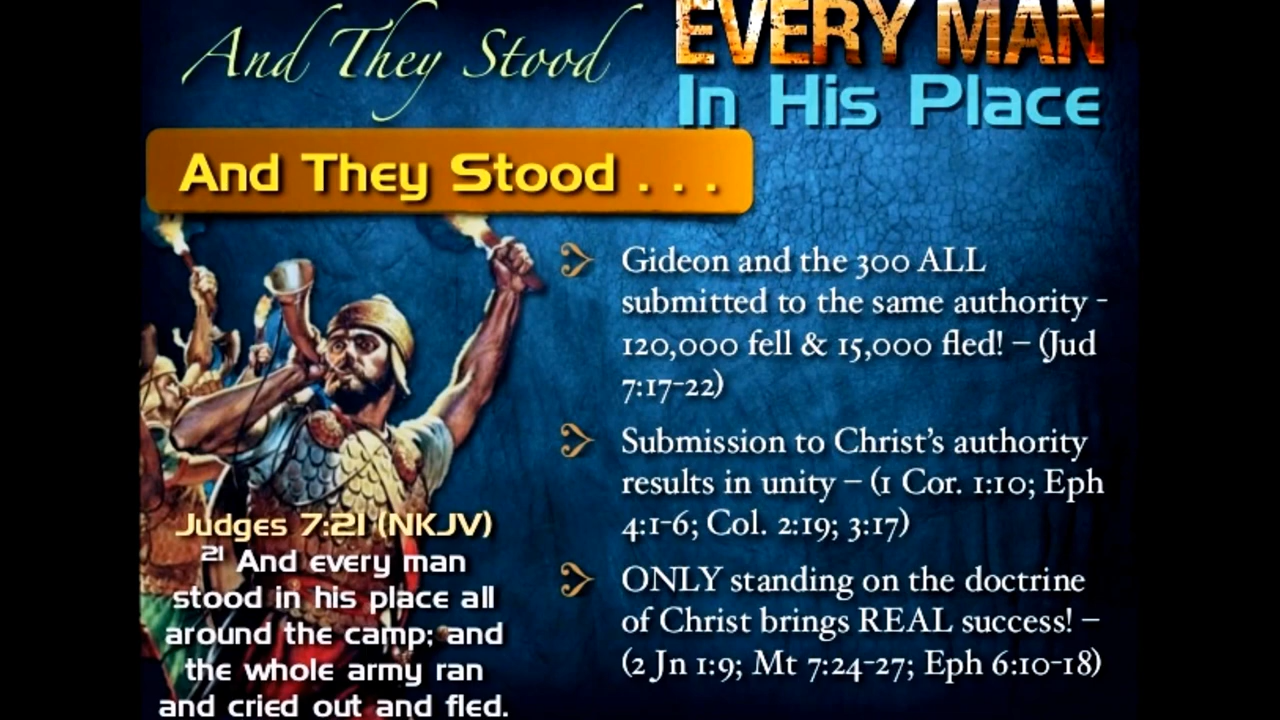 And They Stood
EVERY MAN
In His Place
And They Stood . . .
Gideon and the 300 ALL
submitted to the same authority -
120,000 fell & 15,000 fled! – (Jud
7:17-22)
Submission to Christ's authority
results in unity – (1 Cor. 1:10; Eph
4:1-6; Col. 2:19; 3:17)
ONLY standing on the doctrine
of Christ brings REAL success! –
(2 Jn 1:9; Mt 7:24-27; Eph 6:10-18)
Judges 7:21 (NKJV)
21 And every man
stood in his place all
around the camp; and
the whole army ran
and cried out and fled.